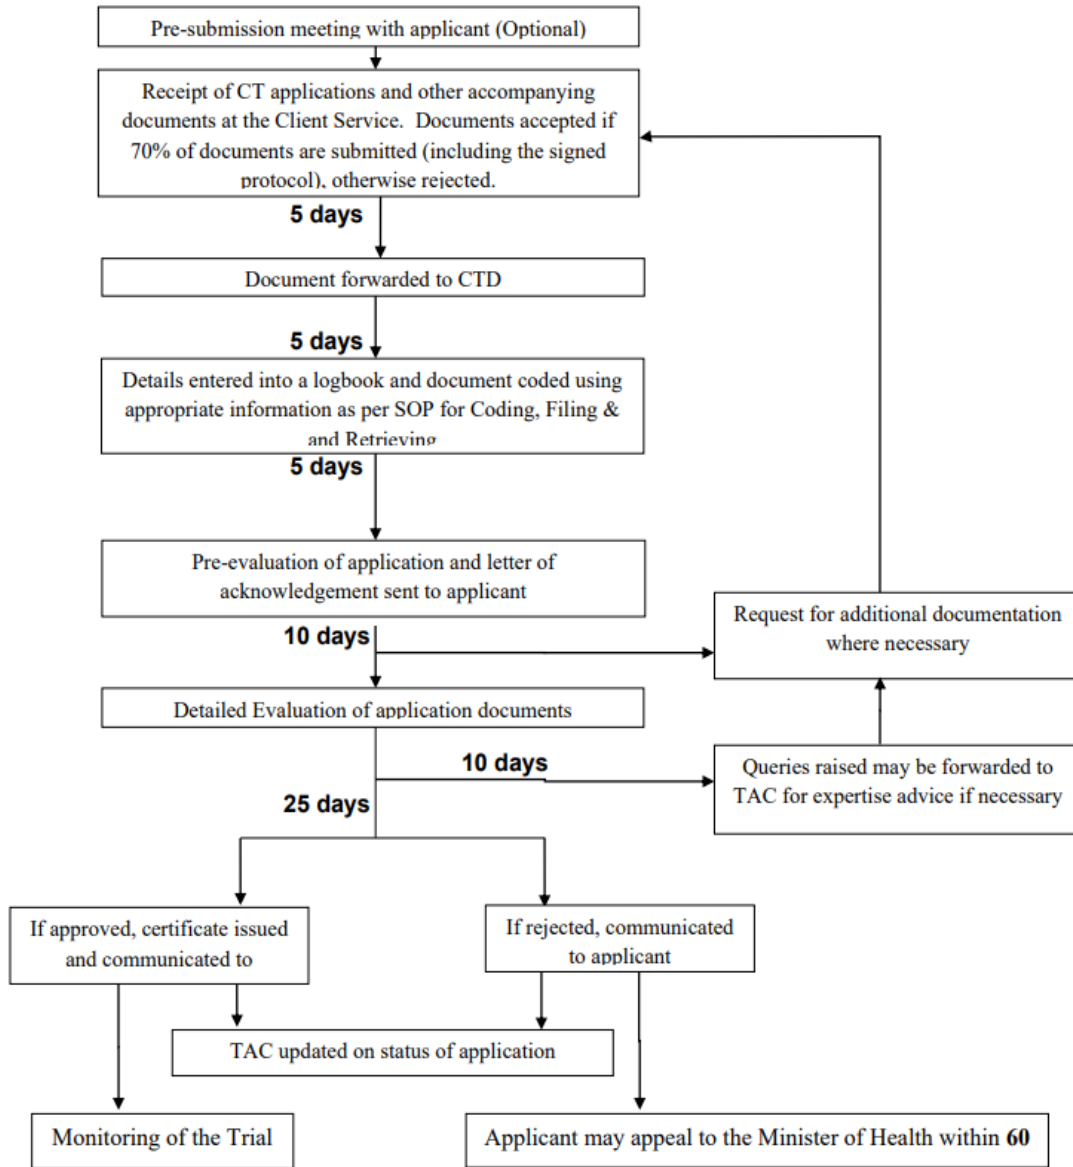 Pre-submission meeting with applicant (Optional)
Receipt of CT applications and other accompanying
documents at the Client Service. Documents accepted if
70% of documents are submitted (including the signed
protocol), otherwise rejected.
5 days
Document forwarded to CTD
5 days
Details entered into a logbook and document coded using
appropriate information as per SOP for Coding, Filing &
and Retrieving
5 days
Pre-evaluation of application and letter of
acknowledgement sent to applicant
10 days
Request for additional documentation
where necessary
Detailed Evaluation of application documents
10 days
Queries raised may be forwarded to
TAC for expertise advice if necessary
25 days
If approved, certificate issued
and communicated to
If rejected, communicated
to applicant
TAC updated on status of application
Monitoring of the Trial
Applicant may appeal to the Minister of Health within 60